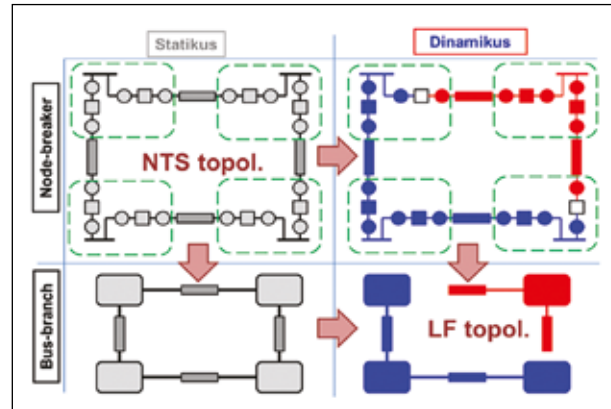 Statikus
Dinamikus
Node-breaker
NTS topol.
Bus-branch
LF topol.